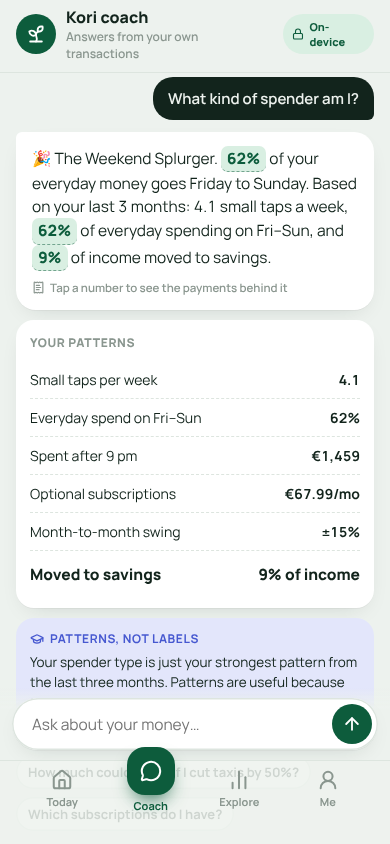 Kori coach
Answers from your own
transactions
On-
device
What kind of spender am I?
🎉 The Weekend Splurger. 62% of your
everyday money goes Friday to Sunday. Based
on your last 3 months: 4.1 small taps a week,
62% of everyday spending on Fri–Sun, and
9% of income moved to savings.
Tap a number to see the payments behind it
YOUR PATTERNS
Small taps per week 4.1
Everyday spend on Fri–Sun 62%
Spent after 9 pm €1,459
Optional subscriptions €67.99/mo
Month-to-month swing ±15%
Moved to savings 9% of income
PATTERNS, NOT LABELS
Your spender type is just your strongest pattern from
the last three months. Patterns are useful because
Ask about your money…
How much could I cut taxis by 50%?
Today Coach Explore Me
Which subscriptions do I have?